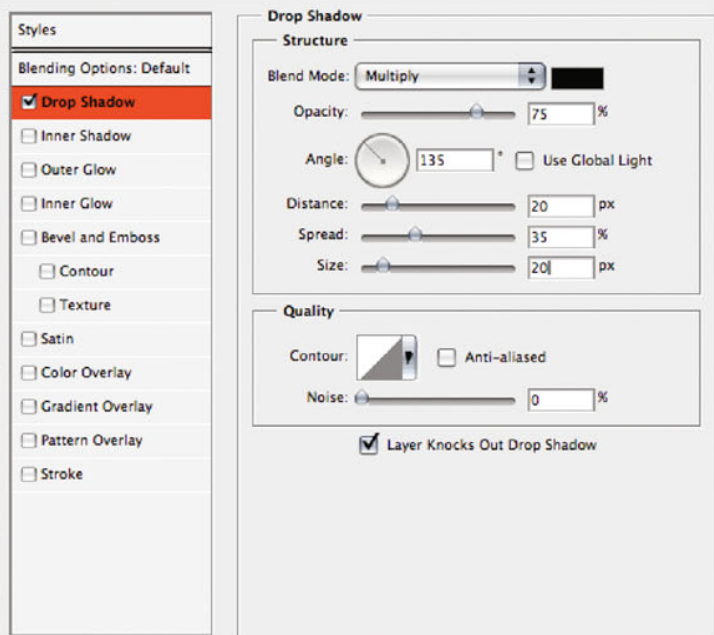 Styles
Blending Options: Default
Drop Shadow
Inner Shadow
Outer Glow
Inner Glow
Bevel and Emboss
Contour
Texture
Satin
Color Overlay
Gradient Overlay
Pattern Overlay
Stroke
Drop Shadow
Structure
Blend Mode: Multiply
Opacity: 75 %
Angle: 135 ° Use Global Light
Distance: 20 px
Spread: 35 %
Size: 20 px
Quality
Contour: Anti-aliased
Noise: 0 %
Layer Knocks Out Drop Shadow